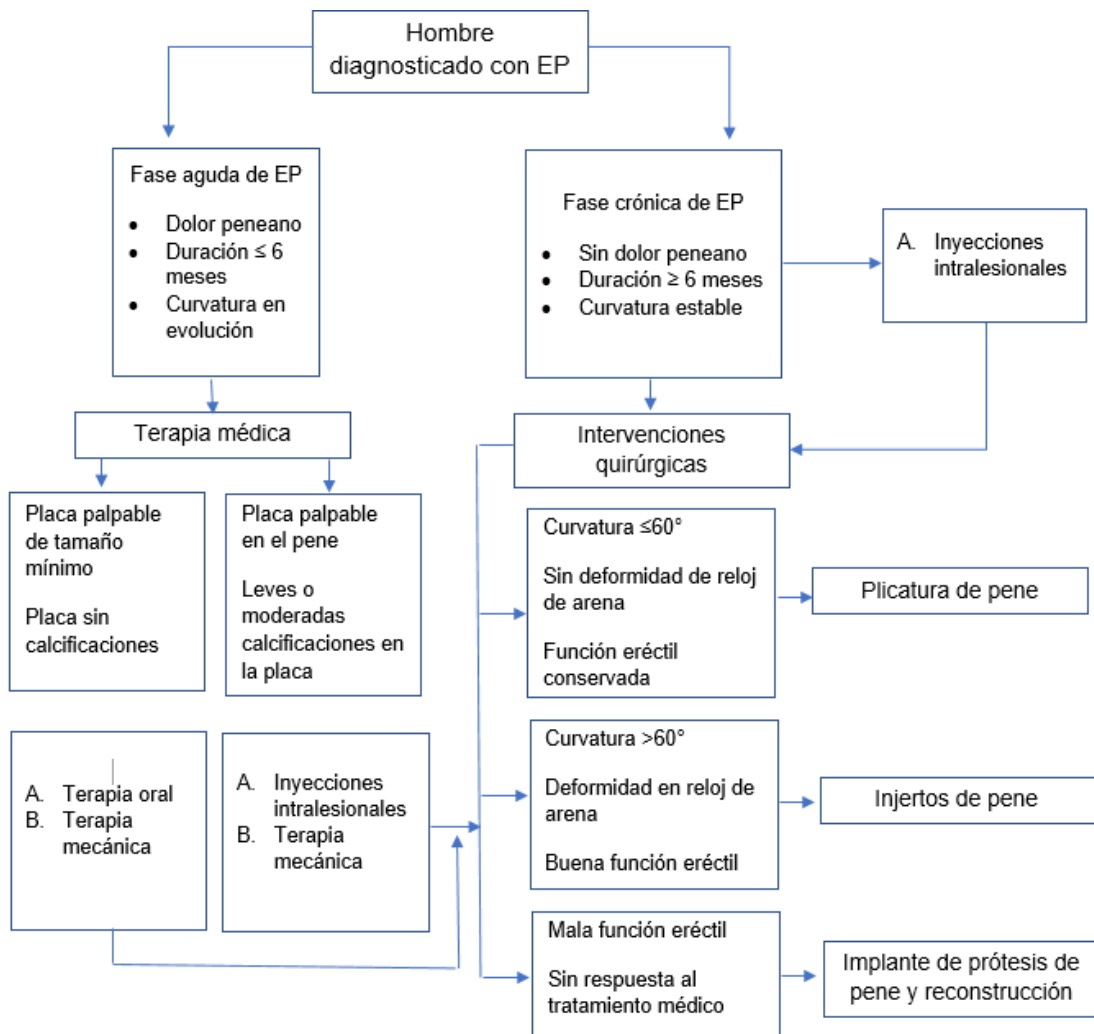 Hombre
diagnosticado con EP
Fase aguda de EP
• Dolor peneano
• Duración ≤ 6
meses
• Curvatura en
evolución
Fase crónica de EP
• Sin dolor peneano
• Duración ≥ 6 meses
• Curvatura estable
A. Inyecciones
intralesionales
Terapia médica
Intervenciones
quirúrgicas
Placa palpable
de tamaño
mínimo
Placa sin
calcificaciones
Placa palpable
en el pene
Leves o
moderadas
calcificaciones en
la placa
Curvatura ≤60°
Sin deformidad de reloj
de arena
Función eréctil
conservada
Plicatura de pene
A. Terapia oral
B. Terapia
mecánica
A. Inyecciones
intralesionales
B. Terapia
mecánica
Curvatura >60°
Deformidad en reloj de
arena
Buena función eréctil
Injertos de pene
Mala función eréctil
Sin respuesta al
tratamiento médico
Implante de prótesis de
pene y reconstrucción